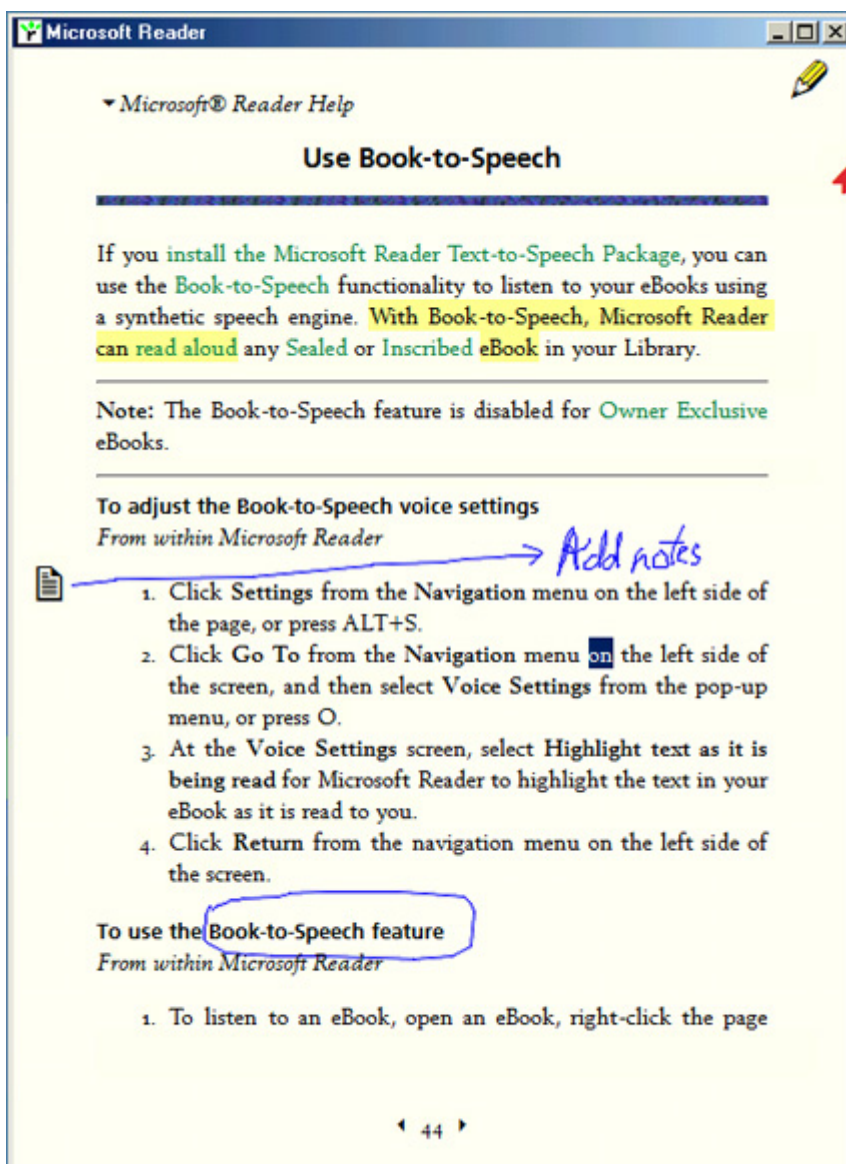 Microsoft Reader
Microsoft® Reader Help
Use Book-to-Speech
If you install the Microsoft Reader Text-to-Speech Package, you can
use the Book-to-Speech functionality to listen to your eBooks using
a synthetic speech engine. With Book-to-Speech, Microsoft Reader
can read aloud any Sealed or Inscribed eBook in your Library.
Note: The Book-to-Speech feature is disabled for Owner Exclusive
eBooks.
To adjust the Book-to-Speech voice settings
From within Microsoft Reader
Add notes
1. Click Settings from the Navigation menu on the left side of
the page, or press ALT+S.
2. Click Go To from the Navigation menu on the left side of
the screen, and then select Voice Settings from the pop-up
menu, or press O.
3. At the Voice Settings screen, select Highlight text as it is
being read for Microsoft Reader to highlight the text in your
eBook as it is read to you.
4. Click Return from the navigation menu on the left side of
the screen.
To use the Book-to-Speech feature
From within Microsoft Reader
1. To listen to an eBook, open an eBook, right-click the page
44